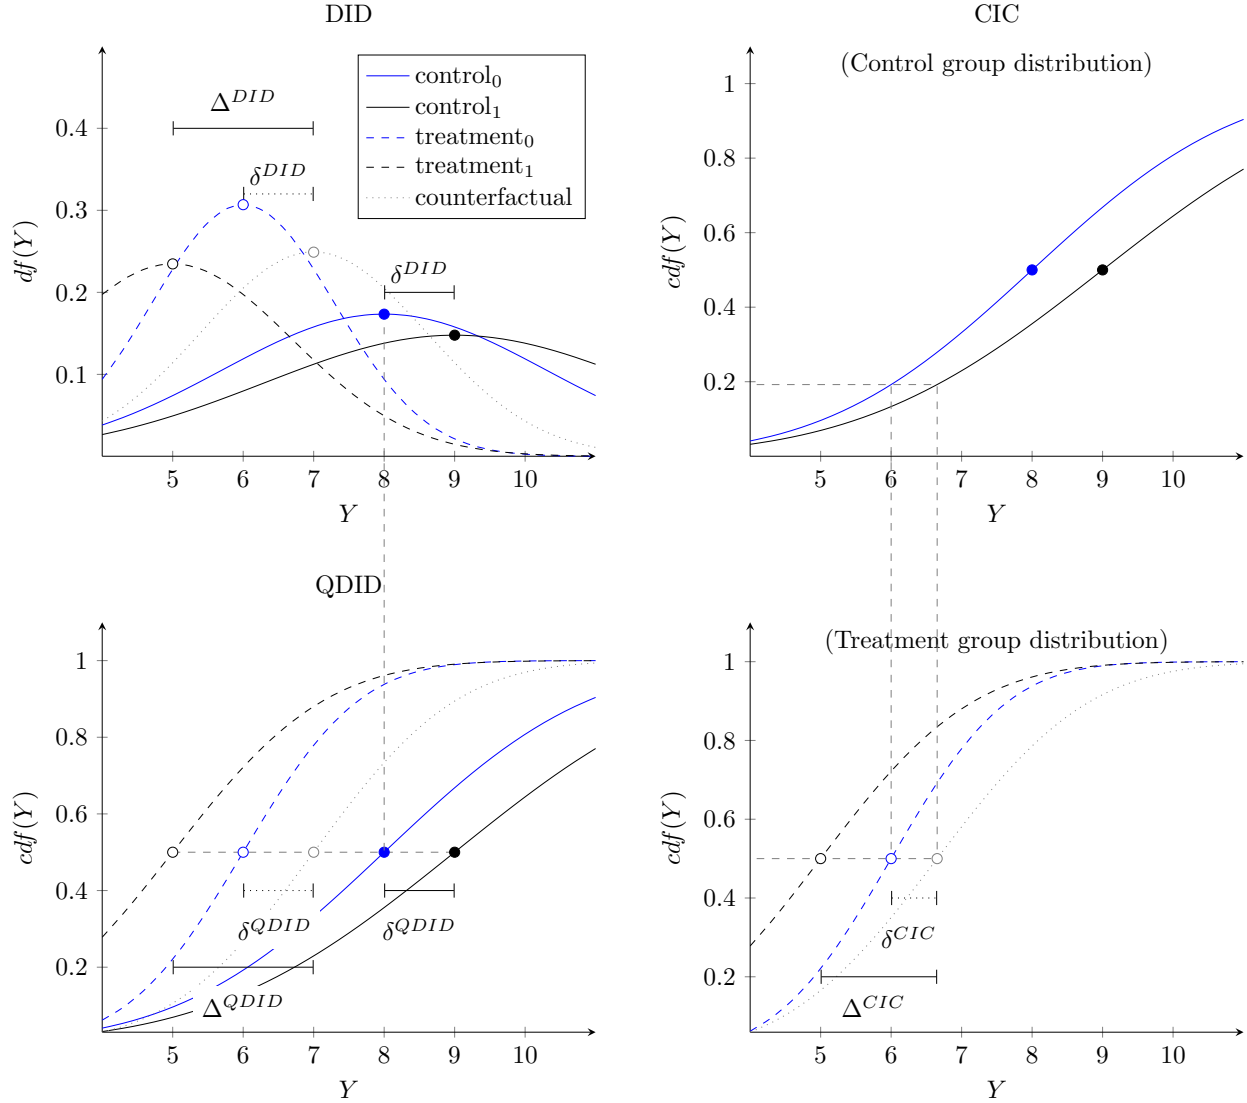 DID
Δ^{DID}
δ^{DID}
δ^{DID}
control₀
control₁
treatment₀
treatment₁
counterfactual
0.4
0.3
0.2
0.1
df(Y)
5 6 7 8 9 10
Y
CIC
(Control group distribution)
1
0.8
0.6
0.4
0.2
cdf(Y)
5 6 7 8 9 10
Y
QDID
1
0.8
0.6
0.4
0.2
cdf(Y)
δ^{QDID}
δ^{QDID}
Δ^{QDID}
5 6 7 8 9 10
Y
(Treatment group distribution)
1
0.8
0.6
0.4
0.2
cdf(Y)
δ^{CIC}
Δ^{CIC}
5 6 7 8 9 10
Y